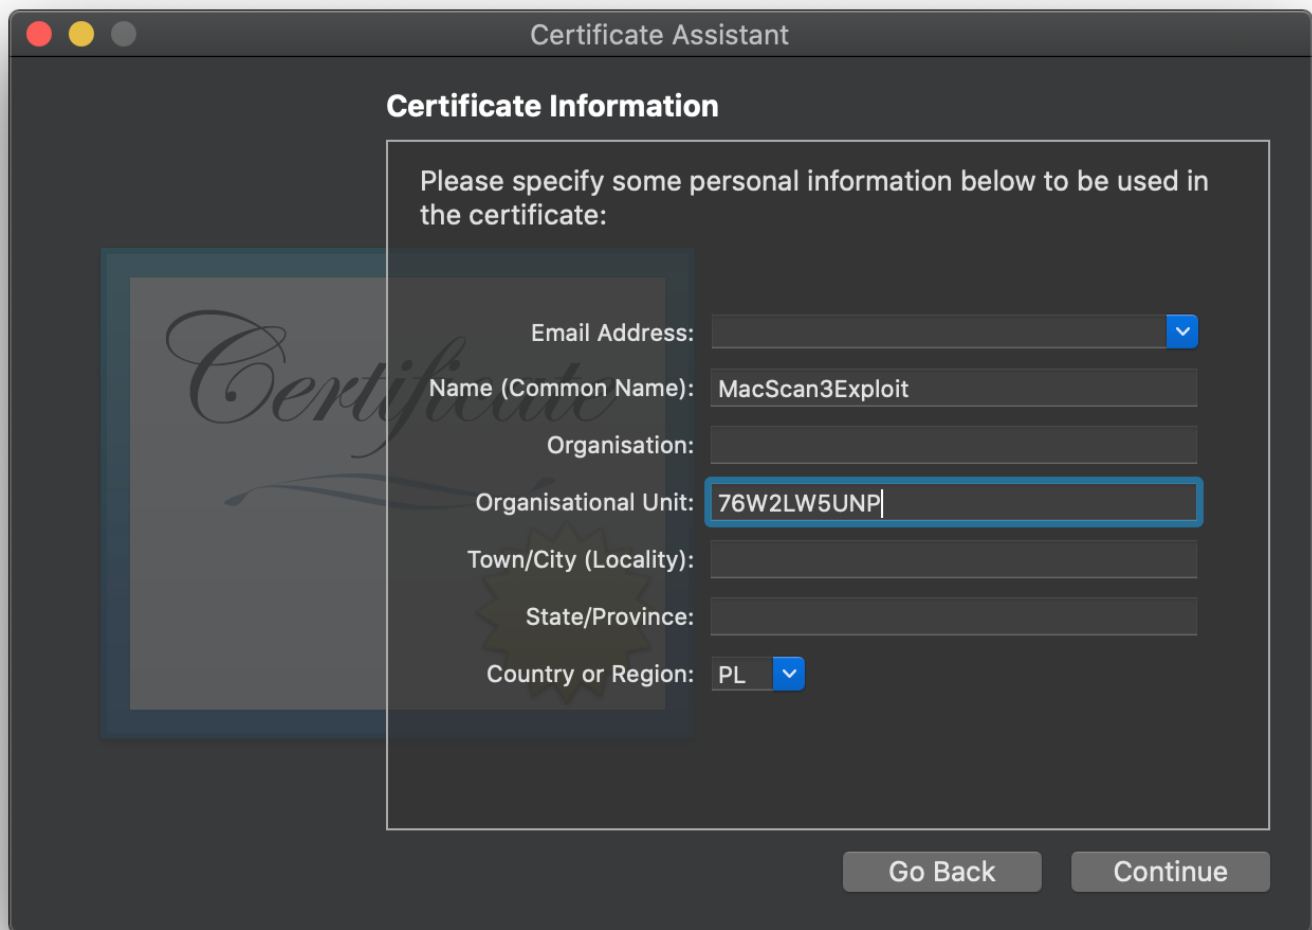 Certificate Assistant
Certificate Information
Please specify some personal information below to be used in
the certificate:
Certificate
Email Address:
Name (Common Name): MacScan3Exploit
Organisation:
Organisational Unit: 76W2LW5UNP
Town/City (Locality):
State/Province:
Country or Region: PL
Go Back Continue